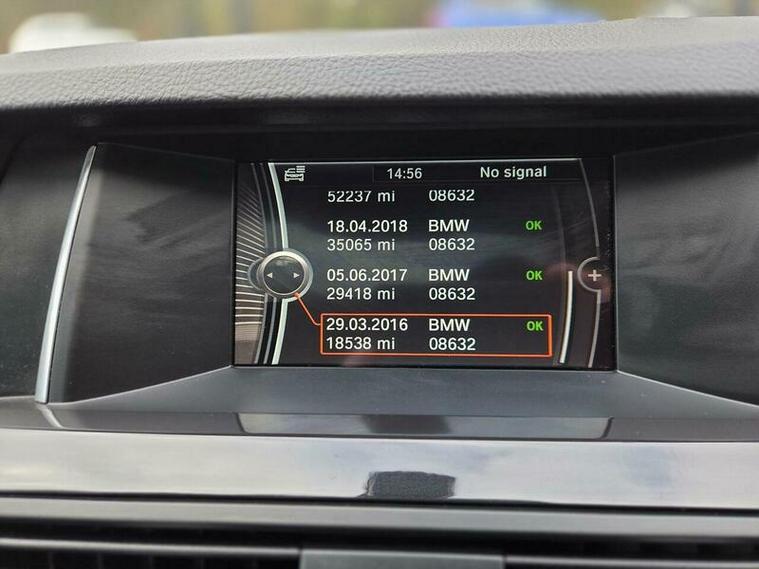 14:56 No signal
52237 mi 08632
18.04.2018 BMW OK
35065 mi 08632
05.06.2017 BMW OK
29418 mi 08632
29.03.2016 BMW OK
18538 mi 08632